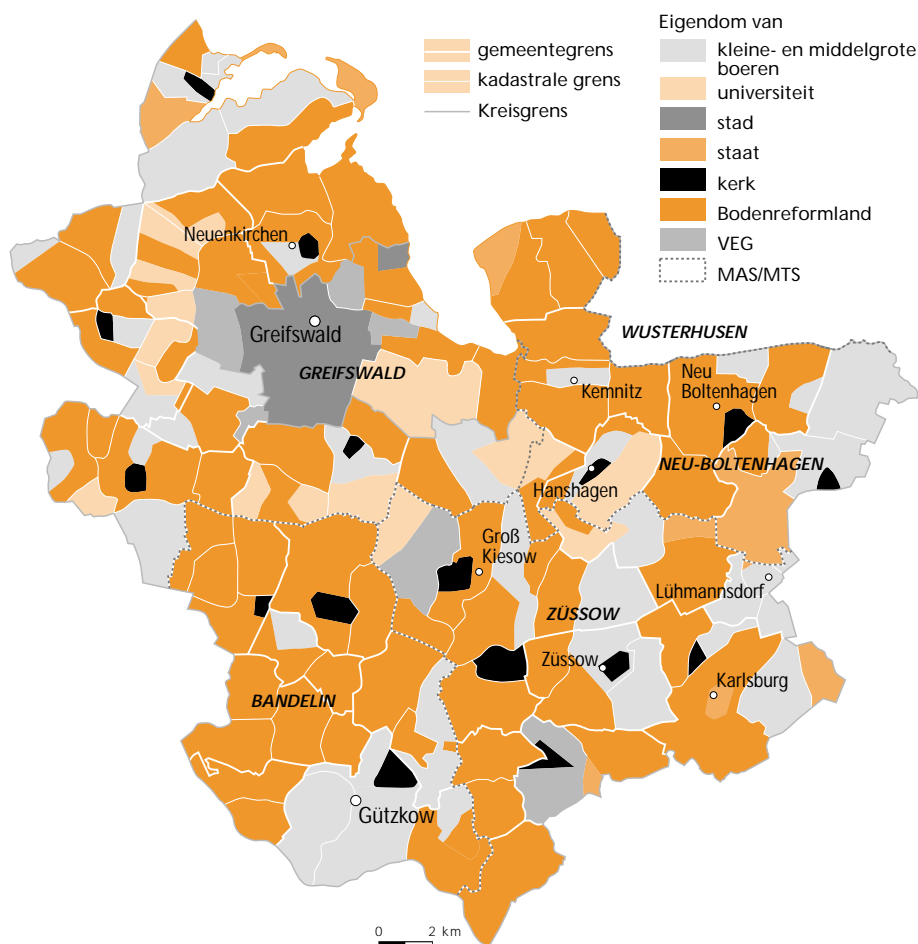 gemeentegrens
kadastrale grens
Kreisgrens
Eigendom van
kleine- en middelgrote
boeren
universiteit
stad
staat
kerk
Bodenreformland
VEG
MAS/MTS
Neuenkirchen
Greifswald
GREIFSWALD
WUSTERHUSEN
Kemnitz
Neu
Boltenhagen
NEU-BOLTENHAGEN
Hanshagen
Groß
Kiesow
Lühmannsdorf
ZÜSSOW
Züssow
Karlsburg
BANDELIN
Gützkow
0 2 km